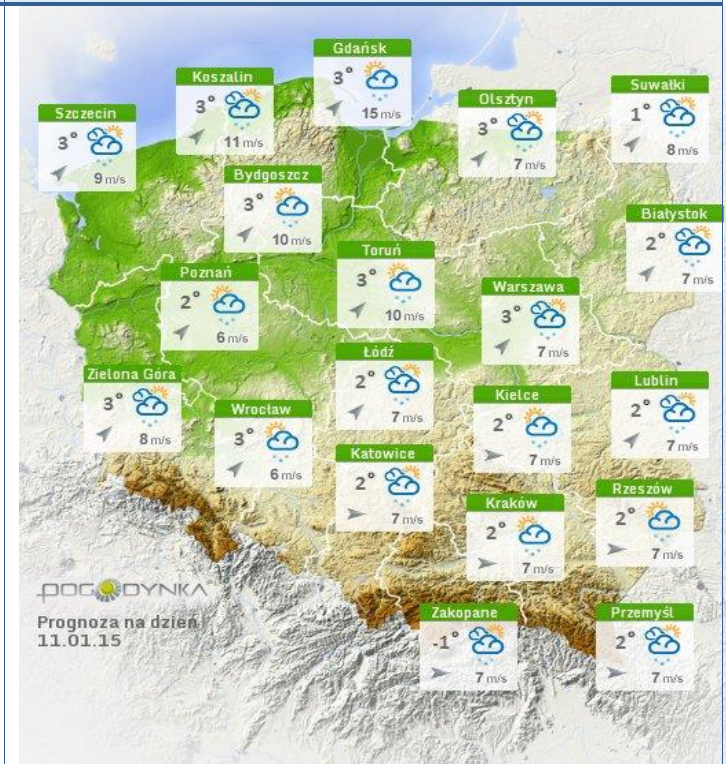 Gdańsk
3°
15 m/s
Koszalin
3°
11 m/s
Suwałki
1°
8 m/s
Olsztyn
3°
7 m/s
Szczecin
3°
9 m/s
Bydgoszcz
3°
10 m/s
Białystok
2°
7 m/s
Toruń
3°
10 m/s
Poznań
2°
6 m/s
Warszawa
3°
7 m/s
Łódź
2°
7 m/s
Zielona Góra
3°
8 m/s
Lublin
2°
7 m/s
Kielce
2°
7 m/s
Wrocław
3°
6 m/s
Katowice
2°
7 m/s
Rzeszów
2°
7 m/s
Kraków
2°
7 m/s
POGODYNKA
Prognoza na dzień
11.01.15
Zakopane
-1°
7 m/s
Przemyśl
2°
7 m/s